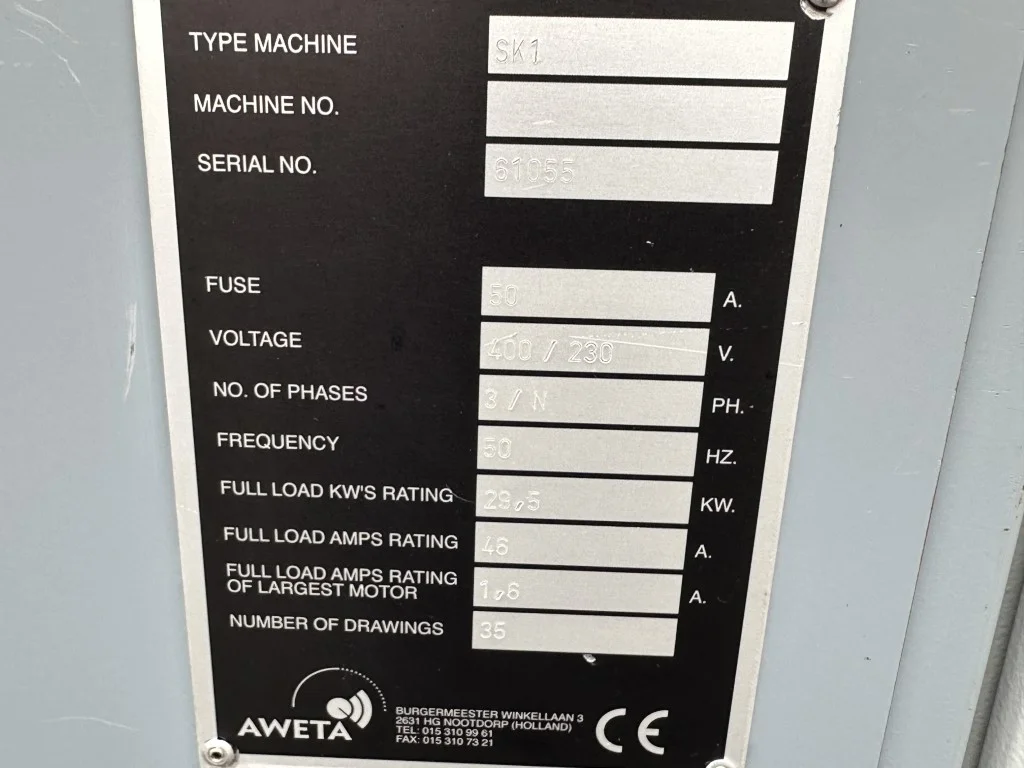 TYPE MACHINE SK1
MACHINE NO.
SERIAL NO. 61055
FUSE 50 A.
VOLTAGE 400 / 230 V.
NO. OF PHASES 3 / N PH.
FREQUENCY 50 HZ.
FULL LOAD KW'S RATING 29,5 KW.
FULL LOAD AMPS RATING 46 A.
FULL LOAD AMPS RATING
OF LARGEST MOTOR 1,6 A.
NUMBER OF DRAWINGS 35
AWETA
BURGERMEESTER WINKELLAAN 3
2631 HG NOOTDORP (HOLLAND)
TEL: 015 310 99 61
FAX: 015 310 73 21
CE